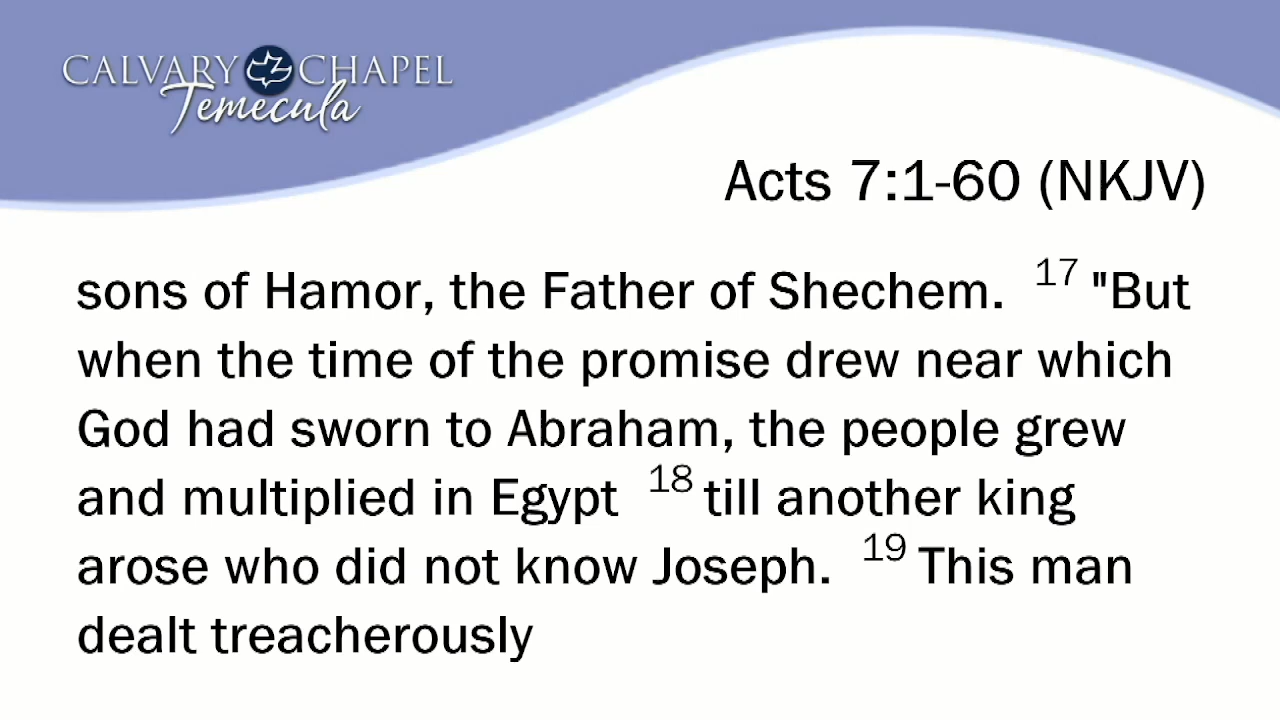 CALVARY CHAPEL
Temecula
Acts 7:1-60 (NKJV)
sons of Hamor, the Father of Shechem. 17 "But
when the time of the promise drew near which
God had sworn to Abraham, the people grew
and multiplied in Egypt 18 till another king
arose who did not know Joseph. 19 This man
dealt treacherously